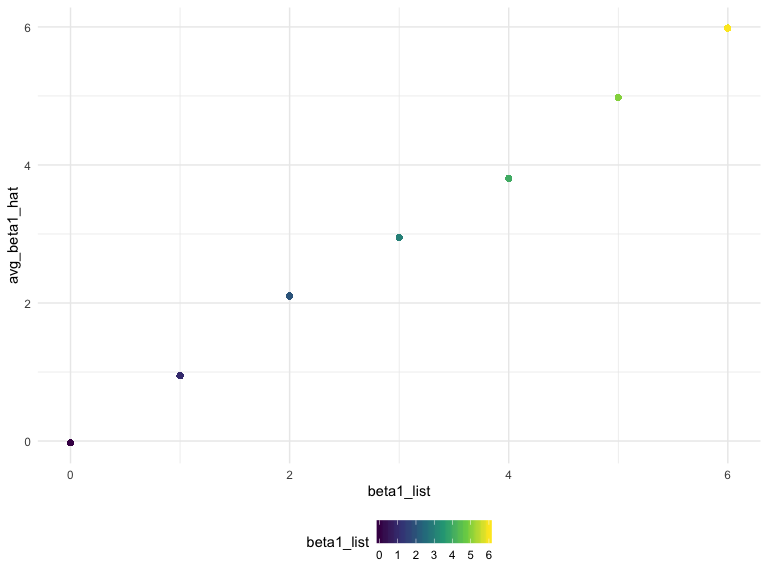 6
4
2
0
avg_beta1_hat
0 2 4 6
beta1_list
beta1_list
0 1 2 3 4 5 6